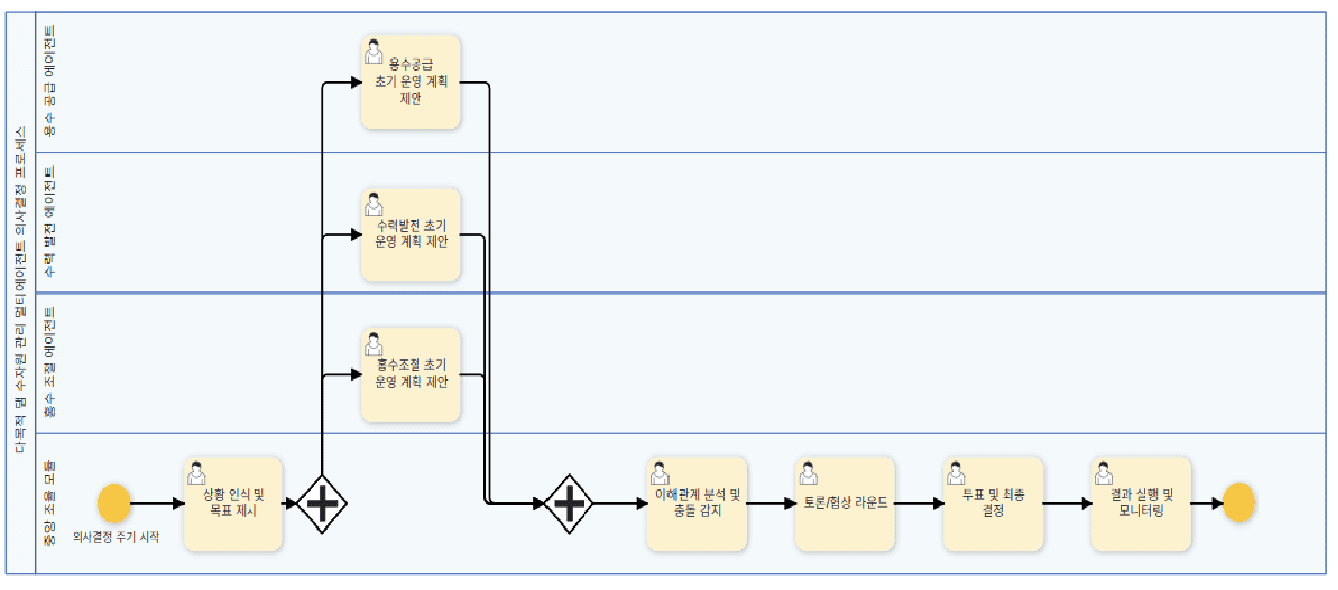 다목적 댐 수자원 관리 멀티에이전트 의사결정 프로세스
용수 공급 에이전트
용수공급
초기 운영 계획
제안
수력 발전 에이전트
수력발전 초기
운영 계획 제안
홍수 조절 에이전트
홍수조절 초기
운영 계획 제안
중앙 조율 모듈
의사결정 주기 시작
상황 인식 및
목표 제시
이해관계 분석 및
충돌 감지
토론/협상 라운드
투표 및 최종
결정
결과 실행 및
모니터링